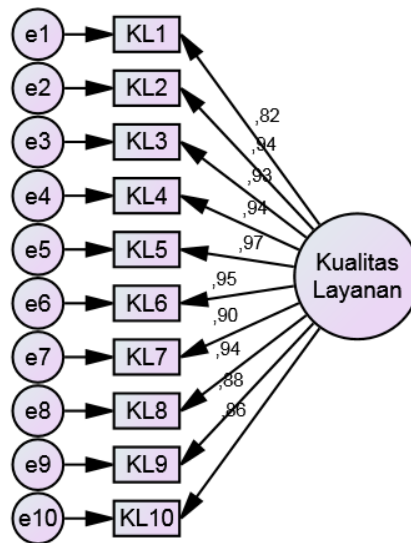 e1 KL1
e2 KL2
e3 KL3
e4 KL4
e5 KL5
e6 KL6
e7 KL7
e8 KL8
e9 KL9
e10 KL10
,82
,94
,93
,94
,97
,95
,90
,94
,88
,86
Kualitas
Layanan